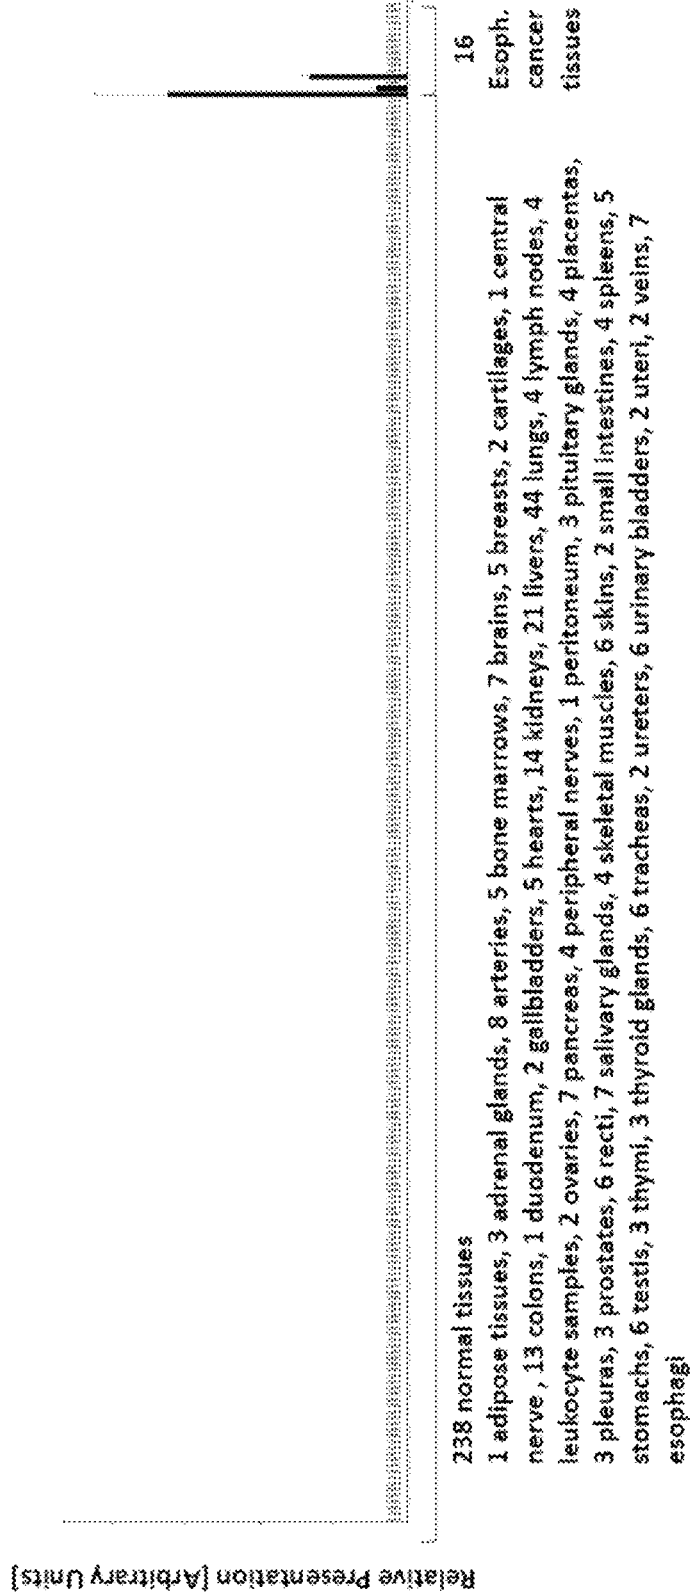 Relative Presentation [Arbitrary Units]
238 normal tissues
1 adipose tissues, 3 adrenal glands, 8 arteries, 5 bone marrows, 7 brains, 5 breasts, 2 cartilages, 1 central
nerve , 13 colons, 1 duodenum, 2 gallbladders, 5 hearts, 14 kidneys, 21 livers, 44 lungs, 4 lymph nodes, 4
leukocyte samples, 2 ovaries, 7 pancreas, 4 peripheral nerves, 1 peritoneum, 3 pituitary glands, 4 placentas,
3 pleuras, 3 prostates, 6 recti, 7 salivary glands, 4 skeletal muscles, 6 skins, 2 small intestines, 4 spleens, 5
stomachs, 6 testis, 3 thymi, 3 thyroid glands, 6 tracheas, 2 ureters, 6 urinary bladders, 2 uteri, 2 veins, 7
esophagi
16
Esoph.
cancer
tissues